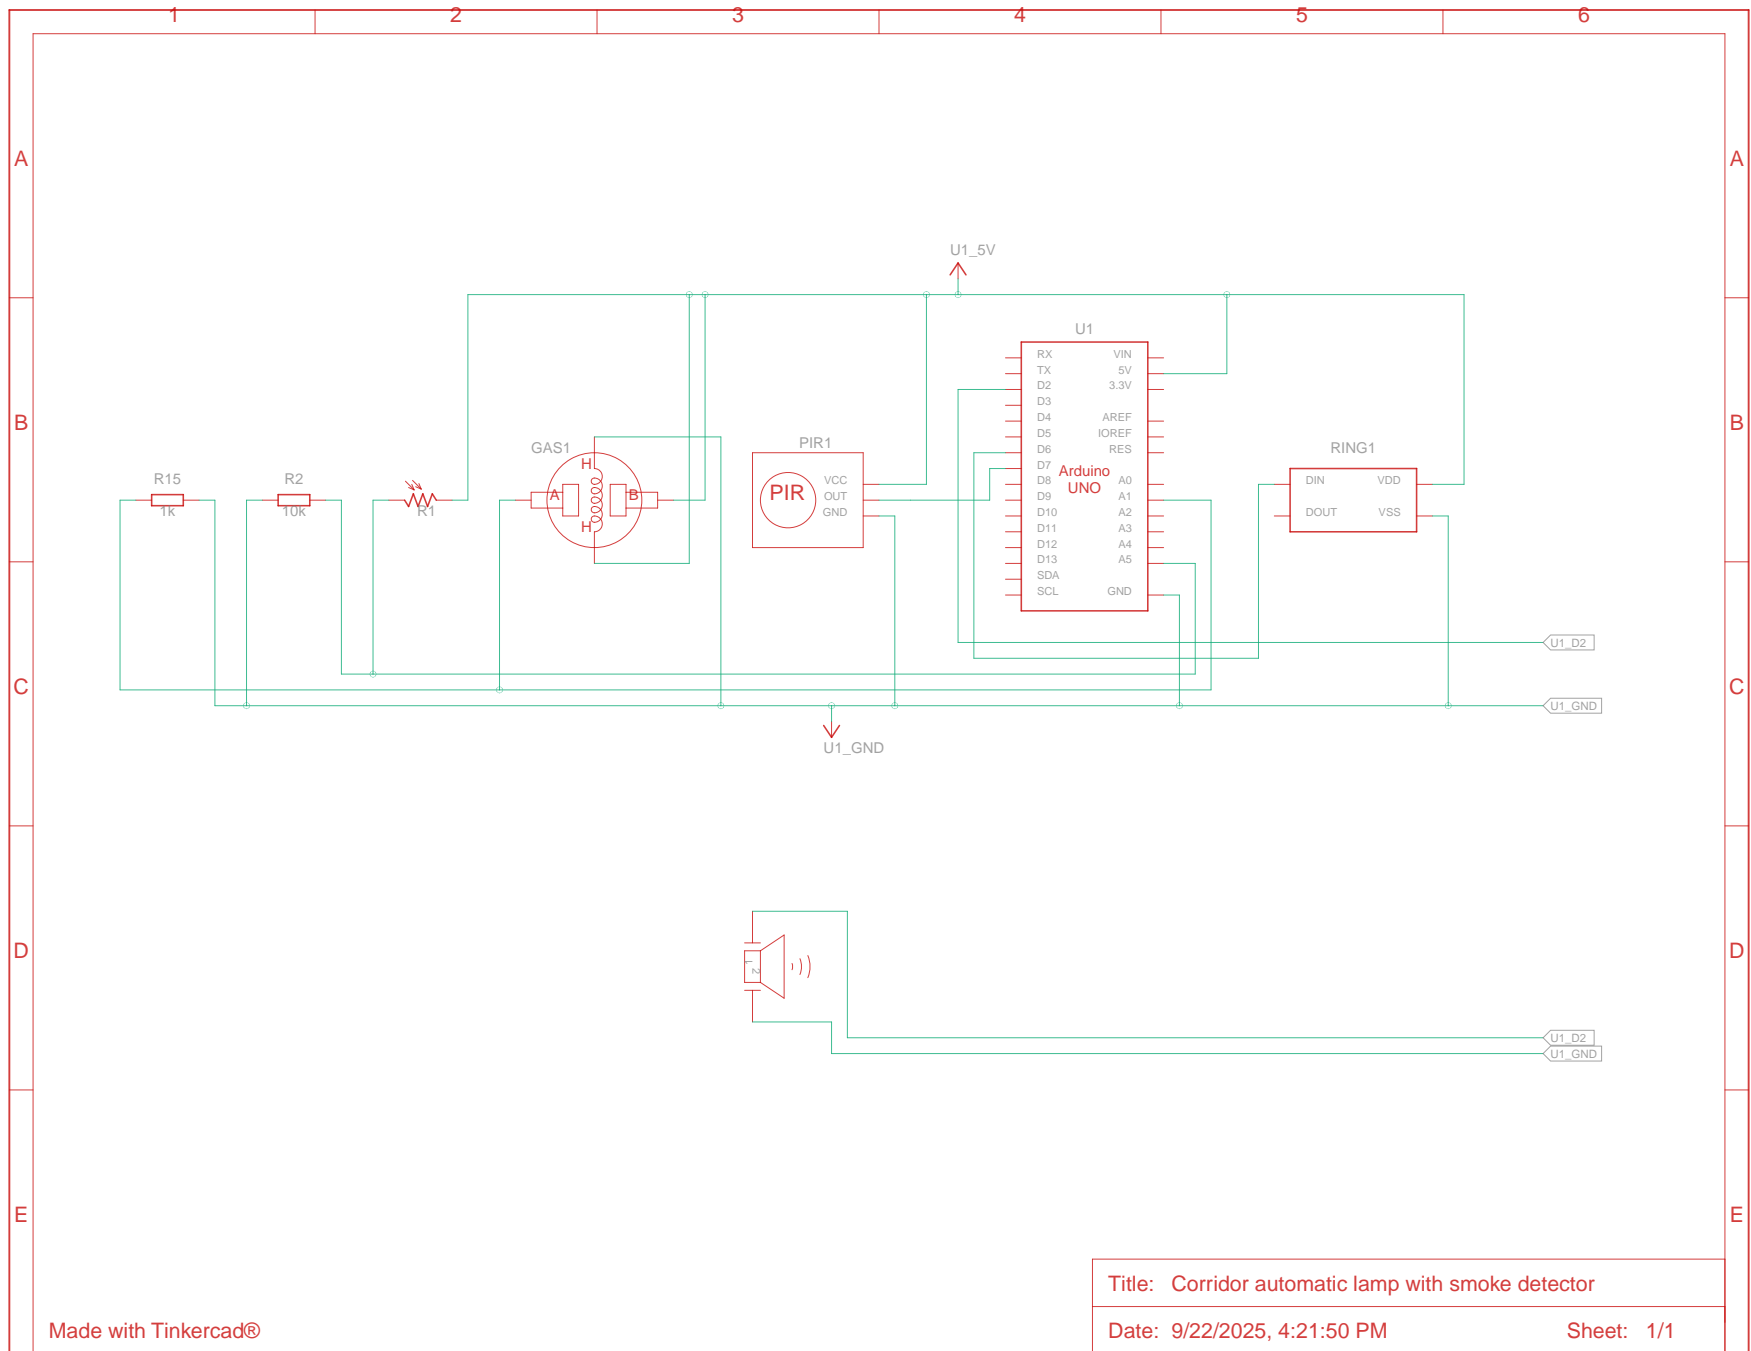 1 2 3 4 5 6
A A
U1_5V
U1
RX VIN
TX 5V
D2 3.3V
D3
D4 AREF
D5 IOREF
D6 RES
D7
D8 A0
D9 A1
D10 A2
D11 A3
D12 A4
D13 A5
SDA
SCL GND
Arduino
UNO
B B
GAS1
H
A B
H
PIR1
PIR
VCC
OUT
GND
RING1
DIN VDD
DOUT VSS
R15
1k
R2
10k
R1
U1_D2
C C
U1_GND
U1_GND
D D
L 2
U1_D2
U1_GND
E E
Title: Corridor automatic lamp with smoke detector
Made with Tinkercad®
Date: 9/22/2025, 4:21:50 PM Sheet: 1/1